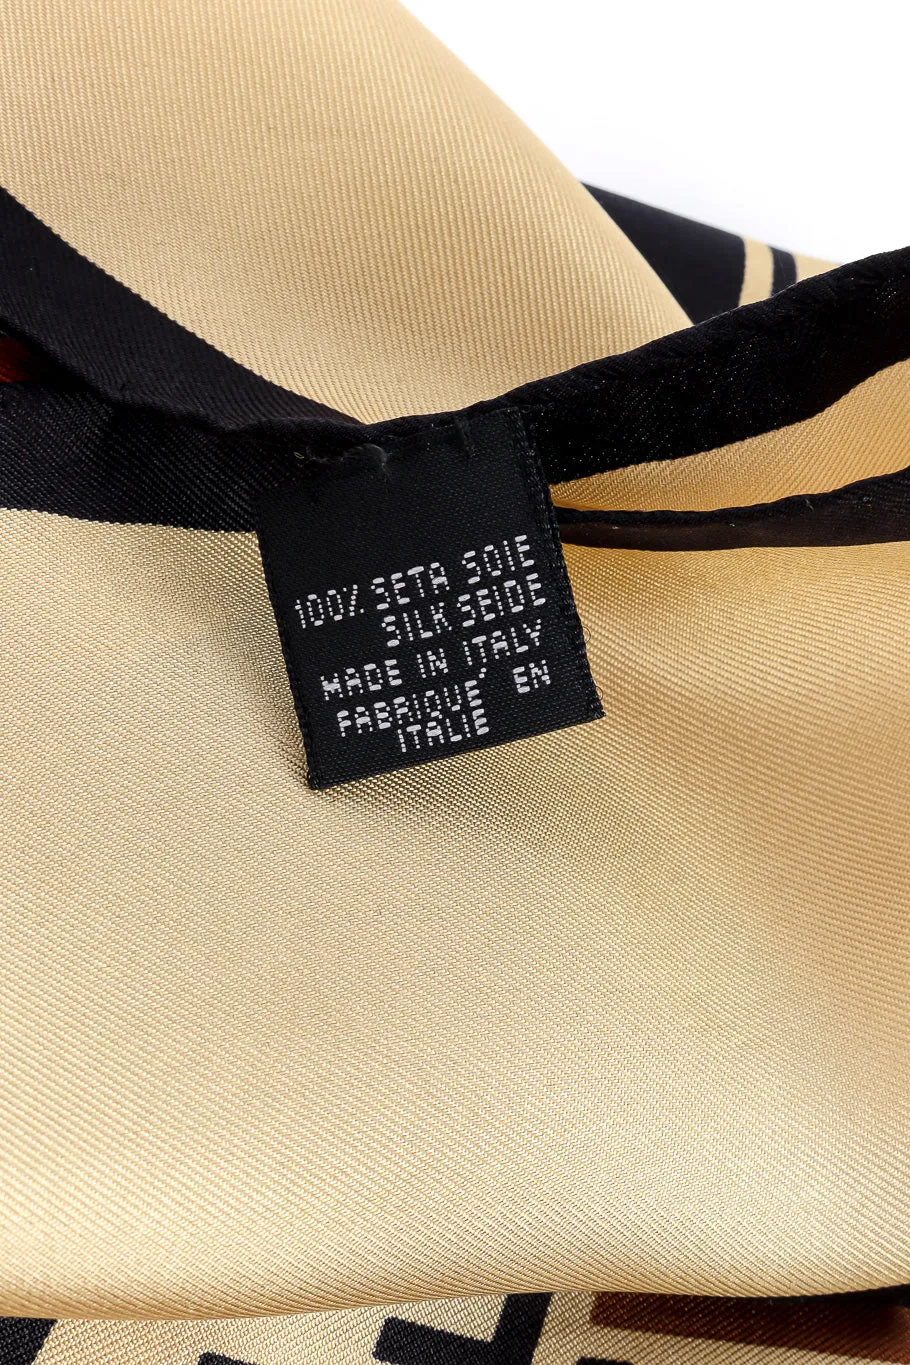 100% SETA SOIE
SILK SEIDE
MADE IN ITALY
FABRIQUE' EN
ITALIE